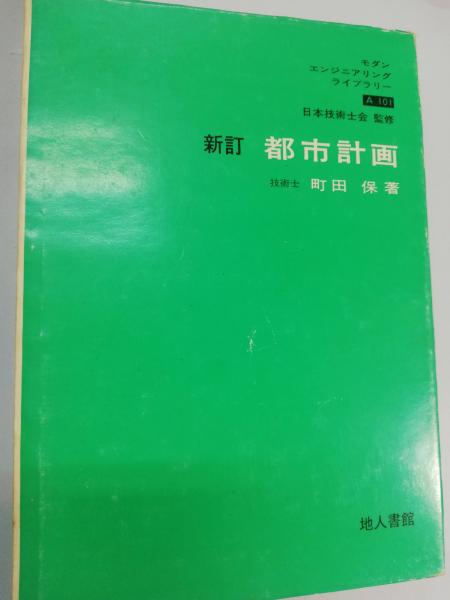 モダン
エンジニアリング
ライブラリー
A 101
日本技術士会 監修
新訂 都市計画
技術士 町田 保著
地人書館